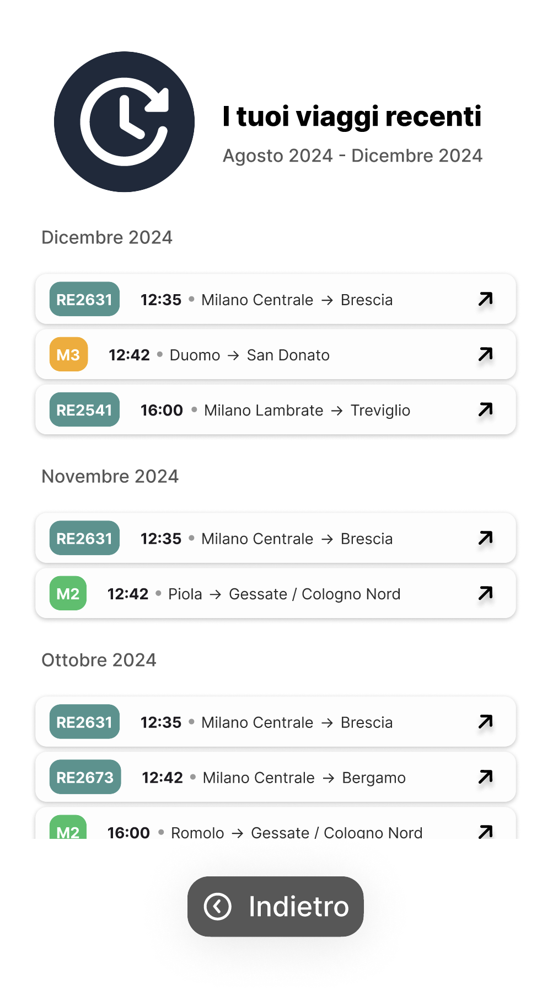 I tuoi viaggi recenti
Agosto 2024 - Dicembre 2024
Dicembre 2024
RE2631 12:35 • Milano Centrale → Brescia
M3 12:42 • Duomo → San Donato
RE2541 16:00 • Milano Lambrate → Treviglio
Novembre 2024
RE2631 12:35 • Milano Centrale → Brescia
M2 12:42 • Piola → Gessate / Cologno Nord
Ottobre 2024
RE2631 12:35 • Milano Centrale → Brescia
RE2673 12:42 • Milano Centrale → Bergamo
M2 16:00 • Romolo → Gessate / Cologno Nord
Indietro